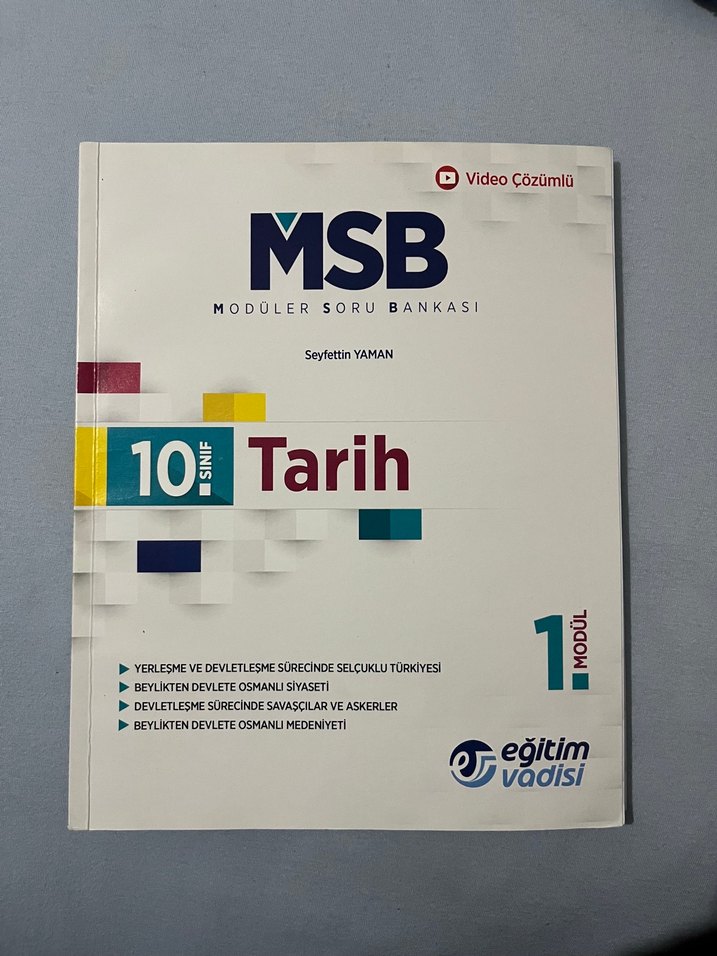 Video Çözümlü
MSB
MODÜLER SORU BANKASI
Seyfettin YAMAN
10. SINIF
Tarih
1. MODÜL
YERLEŞME VE DEVLETLEŞME SÜRECİNDE SELÇUKLU TÜRKİYESİ
BEYLİKTEN DEVLETE OSMANLI SİYASETİ
DEVLETLEŞME SÜRECİNDE SAVAŞÇILAR VE ASKERLER
BEYLİKTEN DEVLETE OSMANLI MEDENİYETİ
eğitim
vadisi